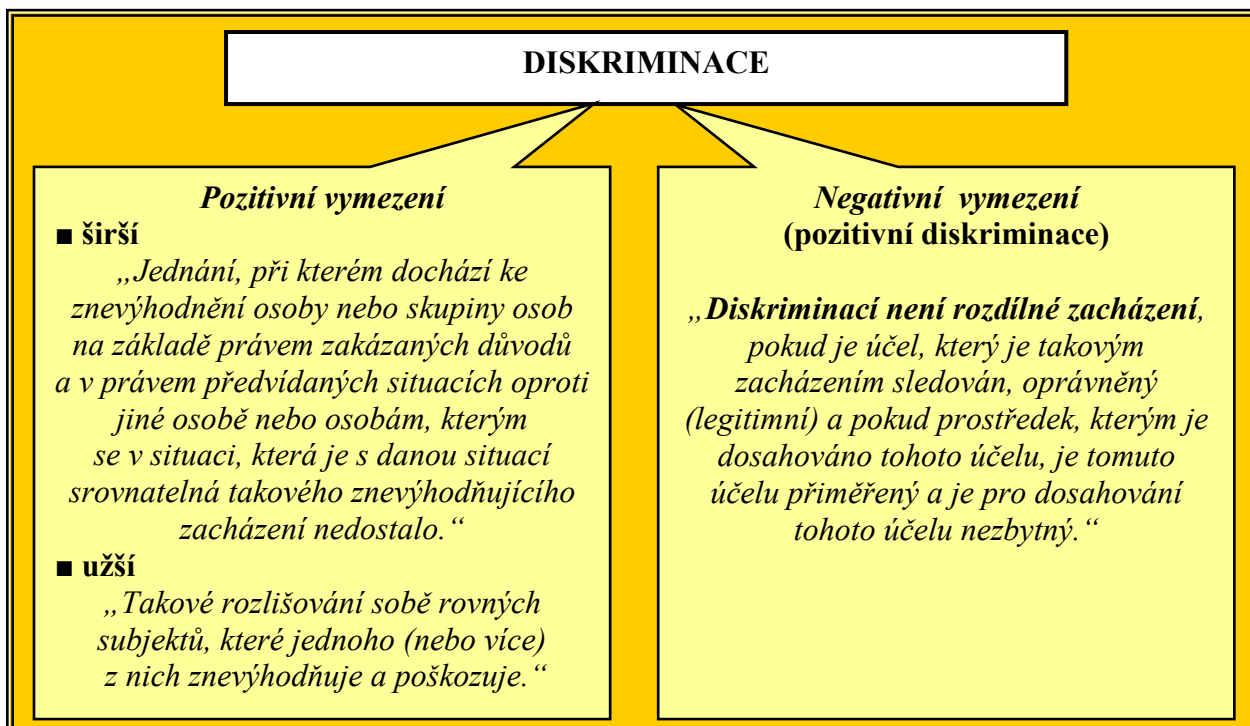 DISKRIMINACE
Pozitivní vymezení
■ širší
„Jednání, při kterém dochází ke
znevýhodnění osoby nebo skupiny osob
na základě právem zakázaných důvodů
a v právem předvídaných situacích oproti
jiné osobě nebo osobám, kterým
se v situaci, která je s danou situací
srovnatelná takového znevýhodňujícího
zacházení nedostalo.“
■ užší
„Takové rozlišování sobě rovných
subjektů, které jednoho (nebo více)
z nich znevýhodňuje a poškozuje.“
Negativní vymezení
(pozitivní diskriminace)
„Diskriminací není rozdílné zacházení,
pokud je účel, který je takovým
zacházením sledován, oprávněný
(legitimní) a pokud prostředek, kterým je
dosahováno tohoto účelu, je tomuto
účelu přiměřený a je pro dosahování
tohoto účelu nezbytný.“